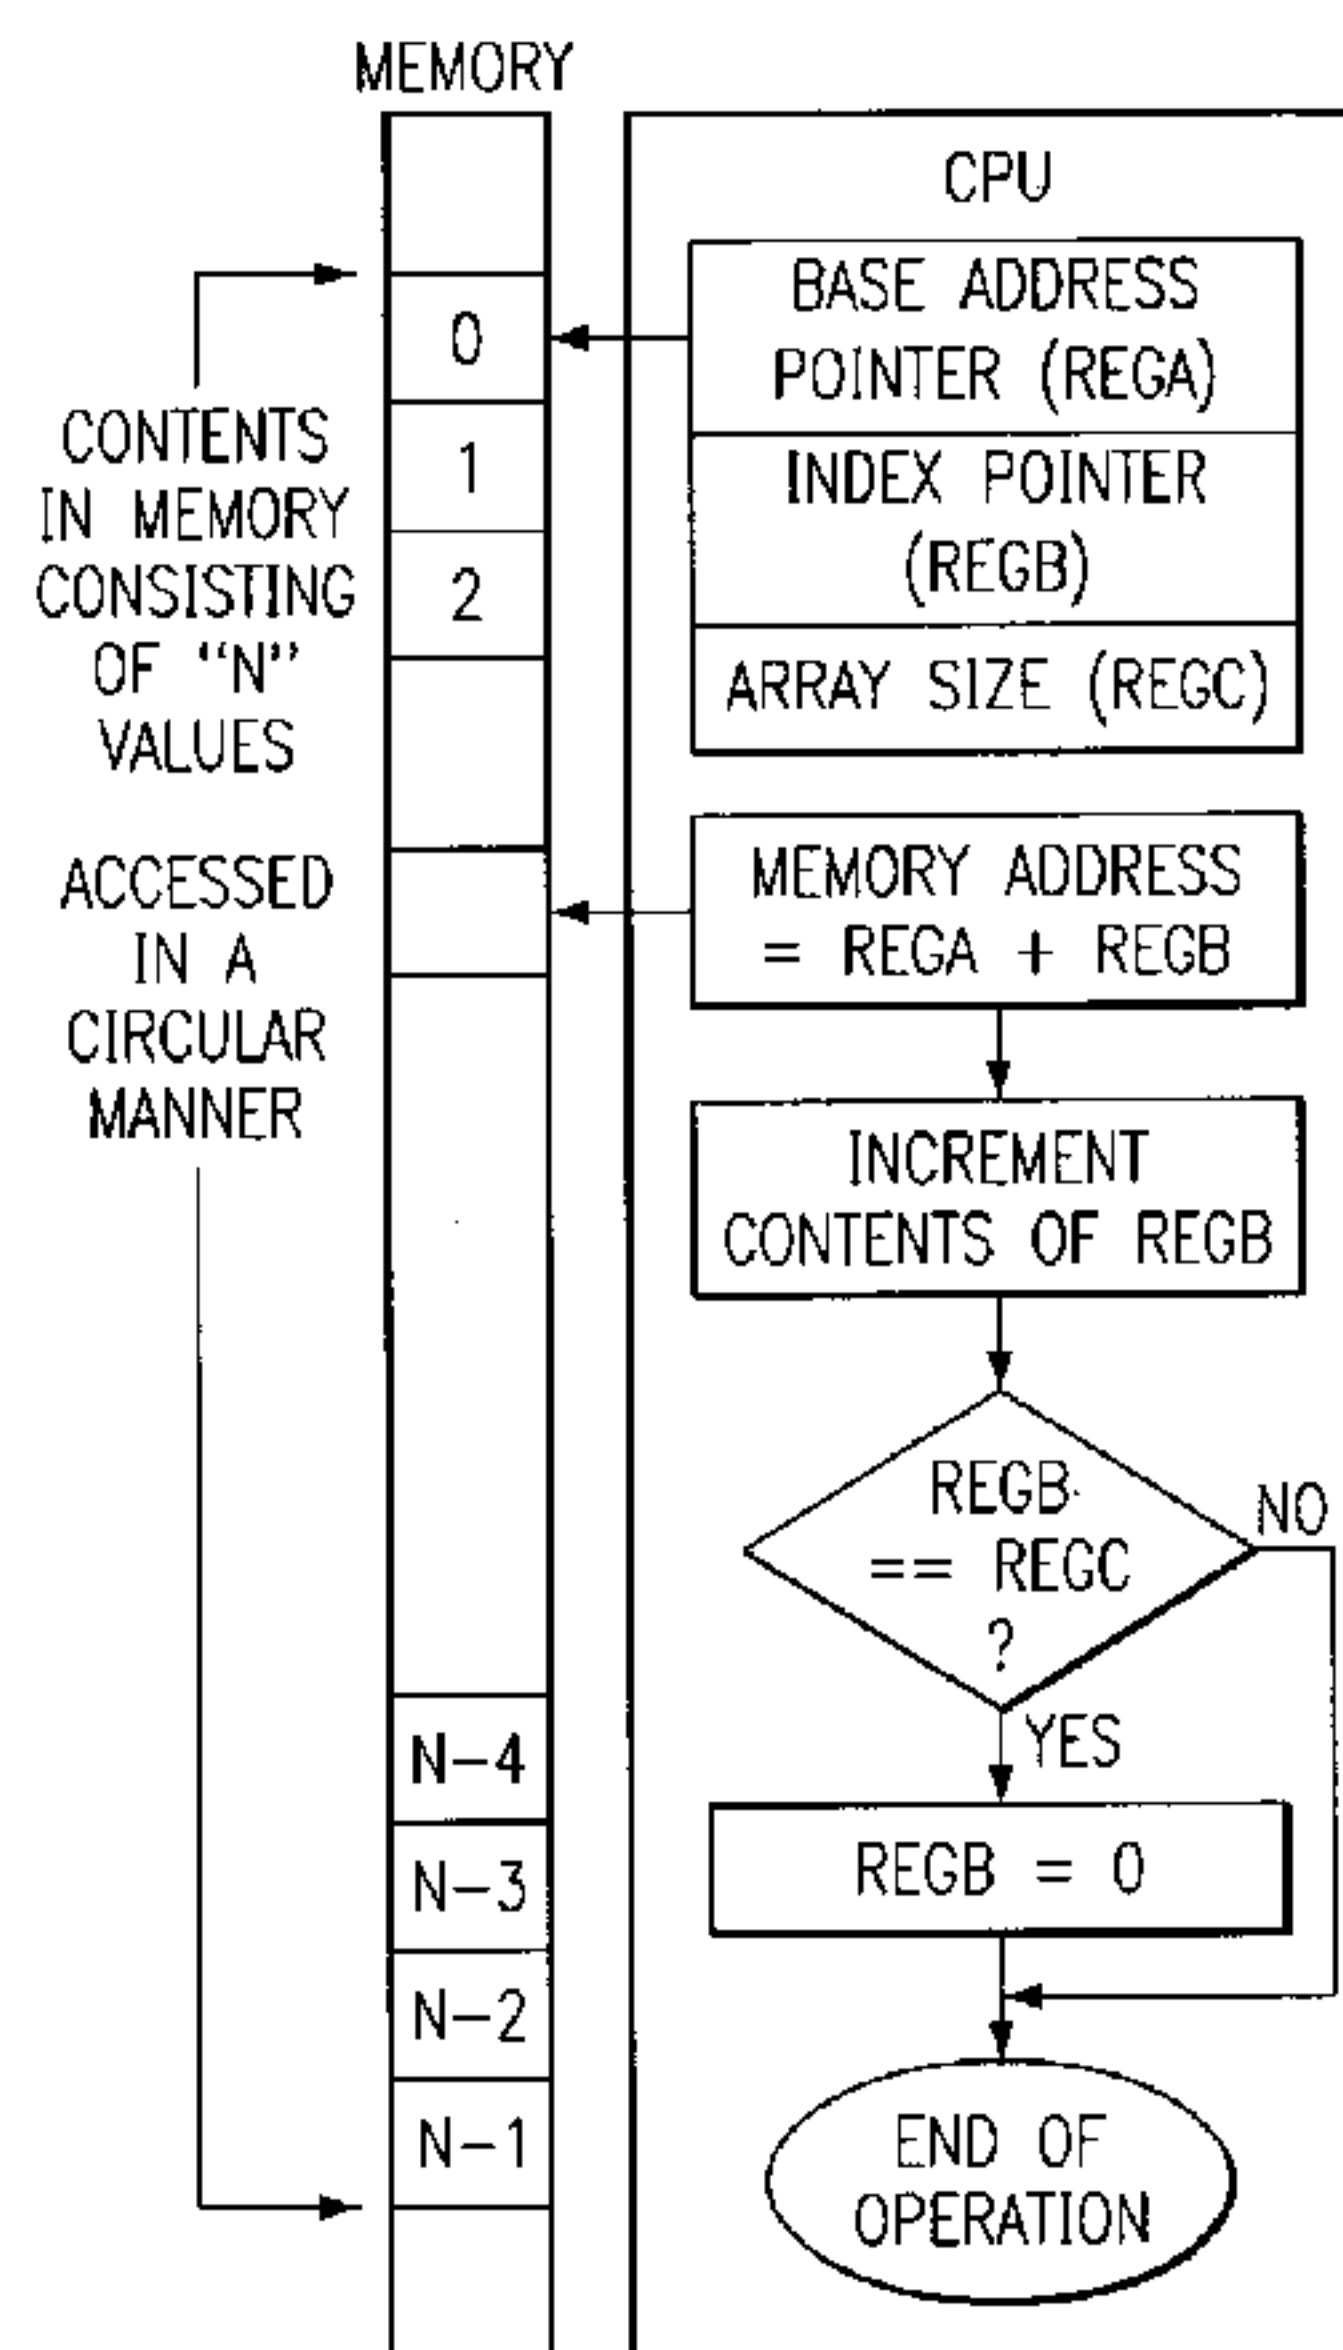 MEMORY
0
1
2
N-4
N-3
N-2
N-1
CONTENTS
IN MEMORY
CONSISTING
OF "N"
VALUES
ACCESSED
IN A
CIRCULAR
MANNER
CPU
BASE ADDRESS
POINTER (REGA)
INDEX POINTER
(REGB)
ARRAY SIZE (REGC)
MEMORY ADDRESS
= REGA + REGB
INCREMENT
CONTENTS OF REGB
REGB
== REGC
?
NO
YES
REGB = 0
END OF
OPERATION